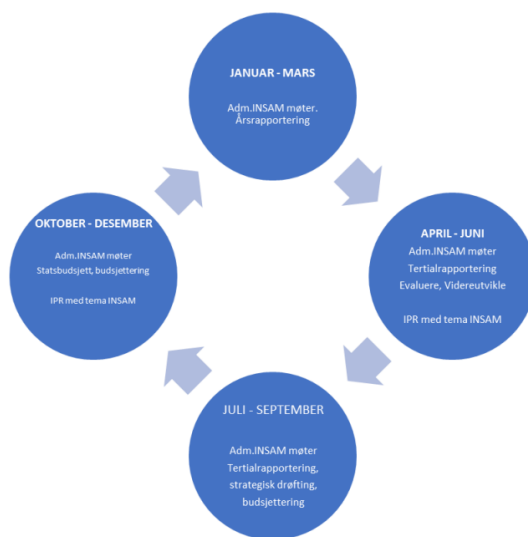 JANUAR - MARS
Adm.INSAM møter.
Årsrapportering
APRIL - JUNI
Adm.INSAM møter
Tertialrapportering
Evaluere, Videreutvikle
IPR med tema INSAM
JULI - SEPTEMBER
Adm.INSAM møter
Tertialrapportering,
strategisk drøfting,
budsjettering
OKTOBER - DESEMBER
Adm.INSAM møter
Statsbudsjett, budsjettering
IPR med tema INSAM